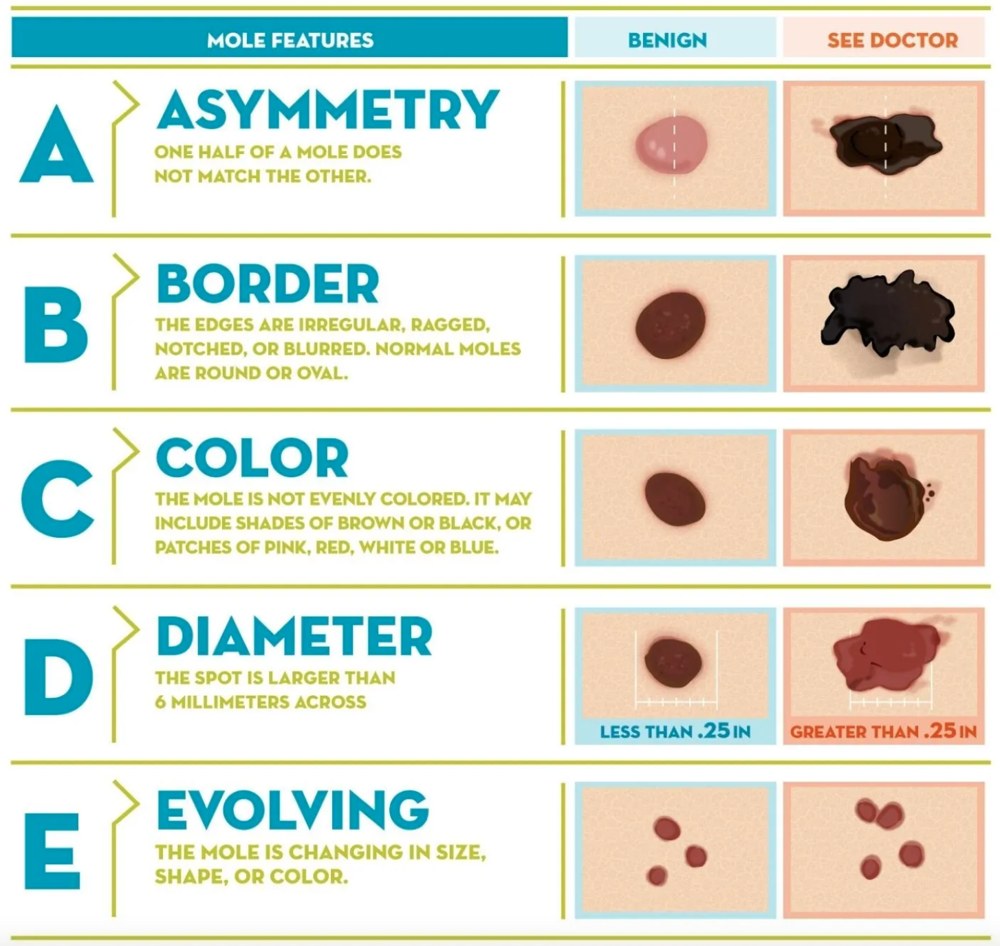 MOLE FEATURES
BENIGN
SEE DOCTOR
A
ASYMMETRY
ONE HALF OF A MOLE DOES
NOT MATCH THE OTHER.
B
BORDER
THE EDGES ARE IRREGULAR, RAGGED,
NOTCHED, OR BLURRED. NORMAL MOLES
ARE ROUND OR OVAL.
C
COLOR
THE MOLE IS NOT EVENLY COLORED. IT MAY
INCLUDE SHADES OF BROWN OR BLACK, OR
PATCHES OF PINK, RED, WHITE OR BLUE.
D
DIAMETER
THE SPOT IS LARGER THAN
6 MILLIMETERS ACROSS
LESS THAN .25 IN
GREATER THAN .25 IN
E
EVOLVING
THE MOLE IS CHANGING IN SIZE,
SHAPE, OR COLOR.